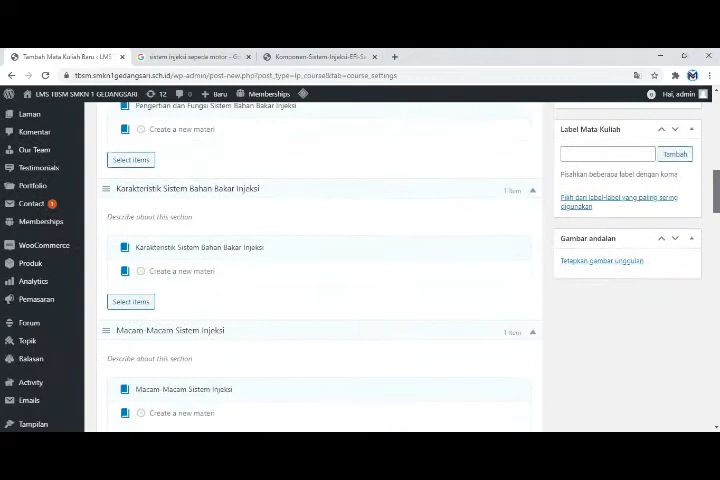 Tambah Mata Kuliah Baru ‹ LMS
sistem injeksi sepeda motor - Go
Komponen-Sistem-Injeksi-EFI-Se
tbsm.smkn1gedangsari.sch.id/wp-admin/post-new.php?post_type=lp_course&tab=course_settings
LMS TBSM SMKN 1 GEDANGSARI
12
0
Baru
Memberships
0
Hai, admin
Laman
Komentar
Our Team
Testimonials
Portfolio
Contact 1
Memberships
WooCommerce
Produk
Analytics
Pemasaran
Forum
Topik
Balasan
Activity
Emails
Tampilan
Pengertian dan Fungsi Sistem Bahan Bakar Injeksi
Create a new materi
Select items
Karakteristik Sistem Bahan Bakar Injeksi
1 Item
Describe about this section
Karakteristik Sistem Bahan Bakar Injeksi
Create a new materi
Select items
Macam-Macam Sistem Injeksi
1 Item
Describe about this section
Macam-Macam Sistem Injeksi
Create a new materi
Label Mata Kuliah
Tambah
Pisahkan beberapa label dengan koma
Pilih dari label-label yang paling sering
digunakan
Gambar andalan
Tetapkan gambar unggulan